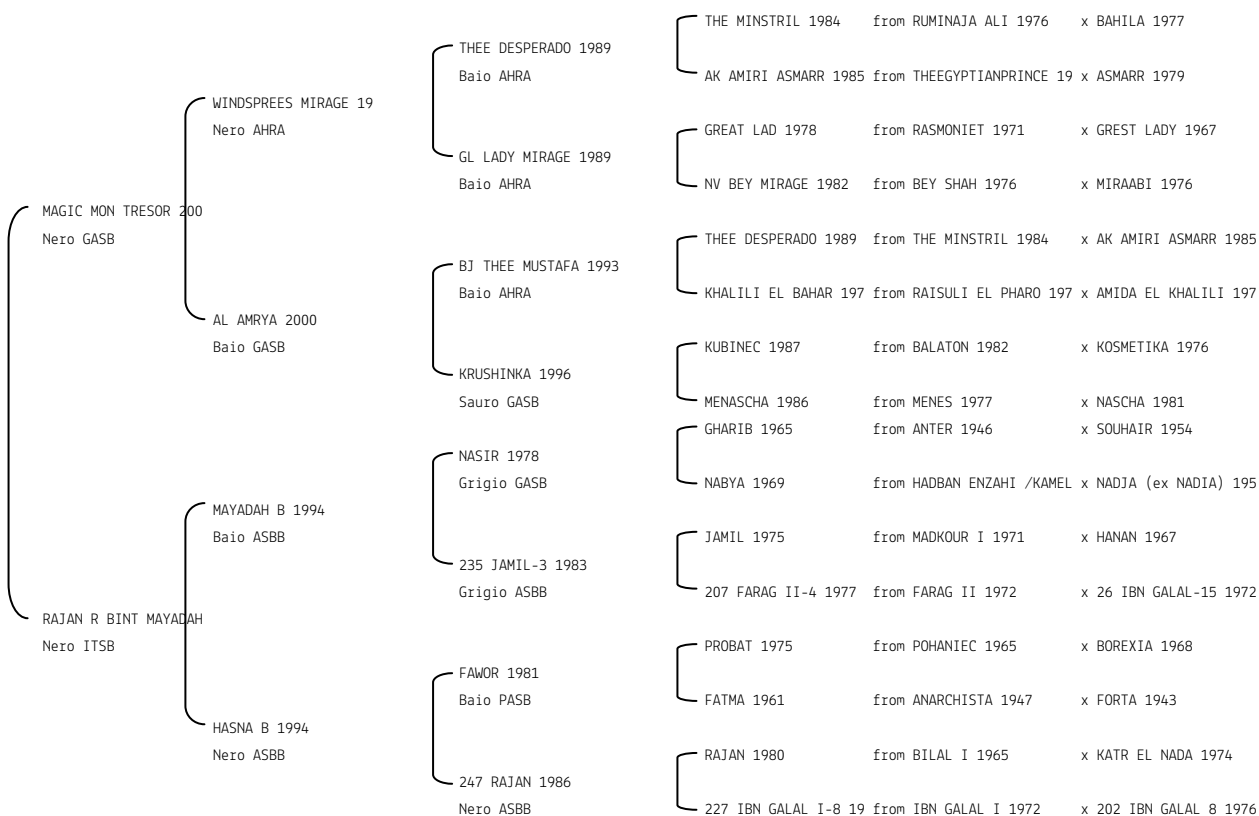 THE MINSTRIL 1984 from RUMINAJA ALI 1976 x BAHILA 1977
THEE DESPERADO 1989
Baio AHRA
AK AMIRI ASMARR 1985 from THEEGYPTIANPRINCE 19 x ASMARR 1979
WINDSPREES MIRAGE 19
Nero AHRA
GREAT LAD 1978 from RASMONIET 1971 x GREST LADY 1967
GL LADY MIRAGE 1989
Baio AHRA
NV BEY MIRAGE 1982 from BEY SHAH 1976 x MIRAABI 1976
MAGIC MON TRESOR 200
Nero GASB
THEE DESPERADO 1989 from THE MINSTRIL 1984 x AK AMIRI ASMARR 1985
BJ THEE MUSTAFA 1993
Baio AHRA
KHALILI EL BAHAR 197 from RAISULI EL PHARO 197 x AMIDA EL KHALILI 197
AL AMRYA 2000
Baio GASB
KUBINEC 1987 from BALATON 1982 x KOSMETIKA 1976
KRUSHINKA 1996
Sauro GASB
MENASCHA 1986 from MENES 1977 x NASCHA 1981
GHARIB 1965 from ANTER 1946 x SOUHAIR 1954
NASIR 1978
Grigio GASB
NABYA 1969 from HADBAN ENZAHI /KAMEL x NADJA (ex NADIA) 195
MAYADAH B 1994
Baio ASBB
JAMIL 1975 from MADKOUR I 1971 x HANAN 1967
235 JAMIL-3 1983
Grigio ASBB
207 FARAG II-4 1977 from FARAG II 1972 x 26 IBN GALAL-15 1972
RAJAN R BINT MAYADAH
Nero ITSB
PROBAT 1975 from POHANIEC 1965 x BOREXIA 1968
FAWOR 1981
Baio PASB
FATMA 1961 from ANARCHISTA 1947 x FORTA 1943
HASNA B 1994
Nero ASBB
RAJAN 1980 from BILAL I 1965 x KATR EL NADA 1974
247 RAJAN 1986
Nero ASBB
227 IBN GALAL I-8 19 from IBN GALAL I 1972 x 202 IBN GALAL 8 1976